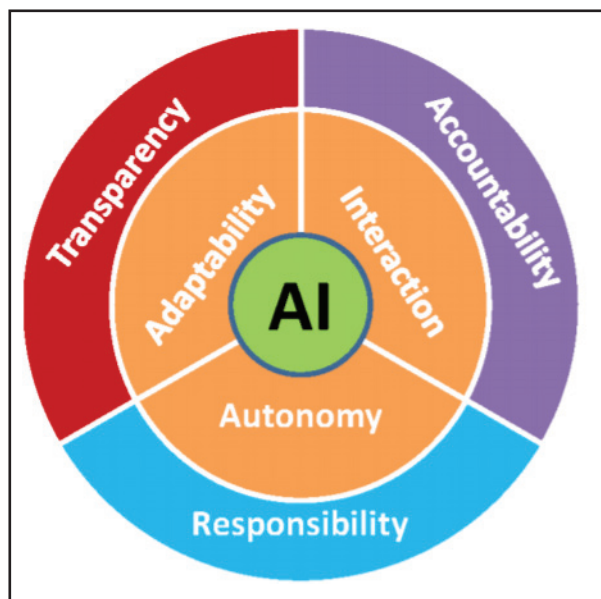 Transparency
Accountability
Adaptability
Interaction
AI
Autonomy
Responsibility